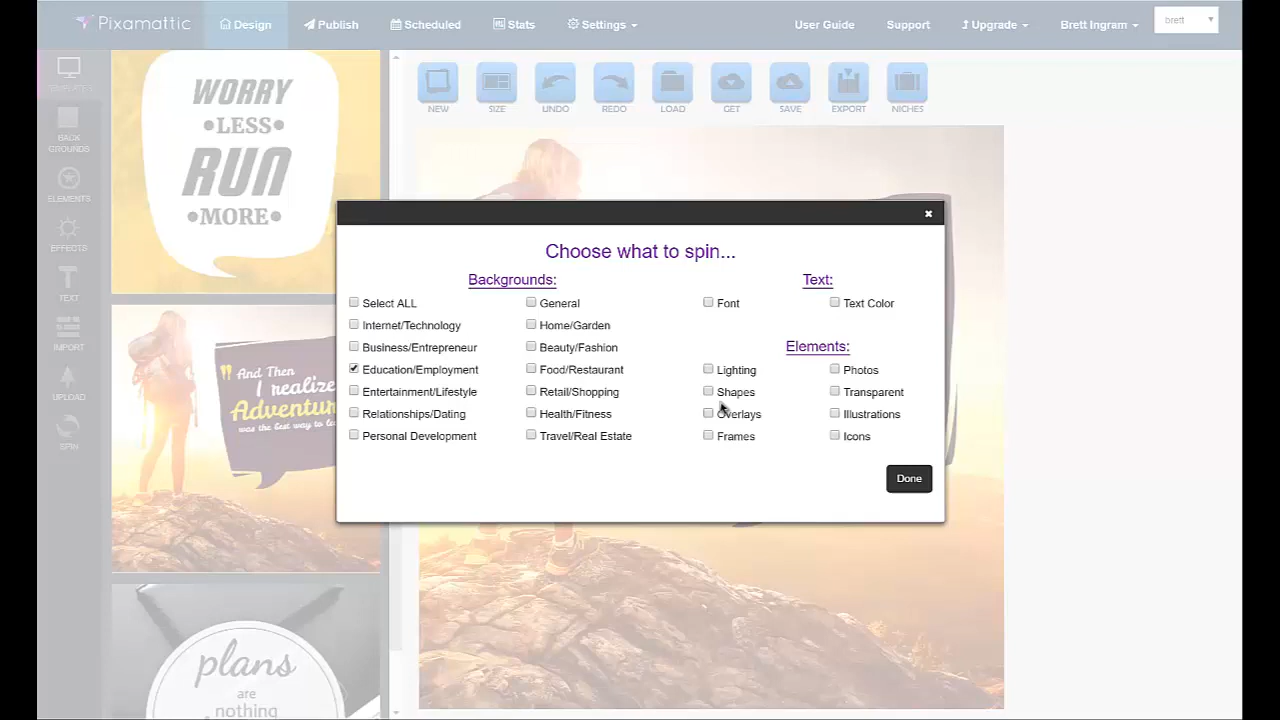 Pixamattic
Design
Publish
Scheduled
Stats
Settings
User Guide
Support
Upgrade
Brett Ingram
brett
NEW
SIZE
UNDO
REDO
LOAD
GET
SAVE
EXPORT
NICHES
BACK
GROUNDS
ELEMENTS
EFFECTS
TEXT
IMPORT
UPLOAD
SPIN
WORRY
•LESS•
RUN
•MORE•
And Then
I realize
Adventur
was the best way to le
plans
are
nothing
Choose what to spin...
Backgrounds:
Select ALL
General
Internet/Technology
Home/Garden
Business/Entrepreneur
Beauty/Fashion
Education/Employment
Food/Restaurant
Entertainment/Lifestyle
Retail/Shopping
Relationships/Dating
Health/Fitness
Personal Development
Travel/Real Estate
Text:
Font
Text Color
Elements:
Lighting
Photos
Shapes
Transparent
Overlays
Illustrations
Frames
Icons
Done